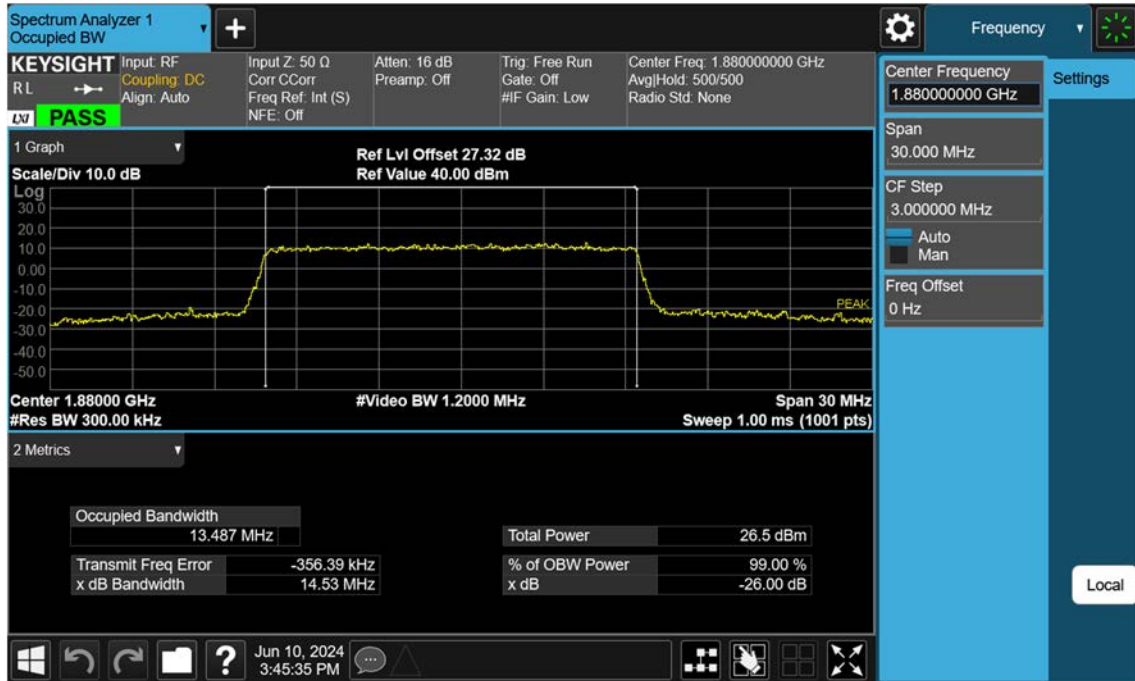 Spectrum Analyzer 1
Occupied BW
+
Frequency
KEYSIGHT
R L
LXI PASS
Input: RF
Coupling: DC
Align: Auto
Input Z: 50 Ω
Corr CCorr
Freq Ref: Int (S)
NFE: Off
Atten: 16 dB
Preamp: Off
Trig: Free Run
Gate: Off
#IF Gain: Low
Center Freq: 1.880000000 GHz
Avg|Hold: 500/500
Radio Std: None
1 Graph
Scale/Div 10.0 dB
Ref Lvl Offset 27.32 dB
Ref Value 40.00 dBm
Log
30.0
20.0
10.0
0.00
-10.0
-20.0
-30.0
-40.0
-50.0
PEAK
Center 1.88000 GHz
#Video BW 1.2000 MHz
Span 30 MHz
#Res BW 300.00 kHz
Sweep 1.00 ms (1001 pts)
2 Metrics
Occupied Bandwidth
13.487 MHz
Total Power 26.5 dBm
Transmit Freq Error -356.39 kHz
% of OBW Power 99.00 %
x dB Bandwidth 14.53 MHz
x dB -26.00 dB
Center Frequency
1.880000000 GHz
Settings
Span
30.000 MHz
CF Step
3.000000 MHz
Auto
Man
Freq Offset
0 Hz
Local
?
Jun 10, 2024
3:45:35 PM